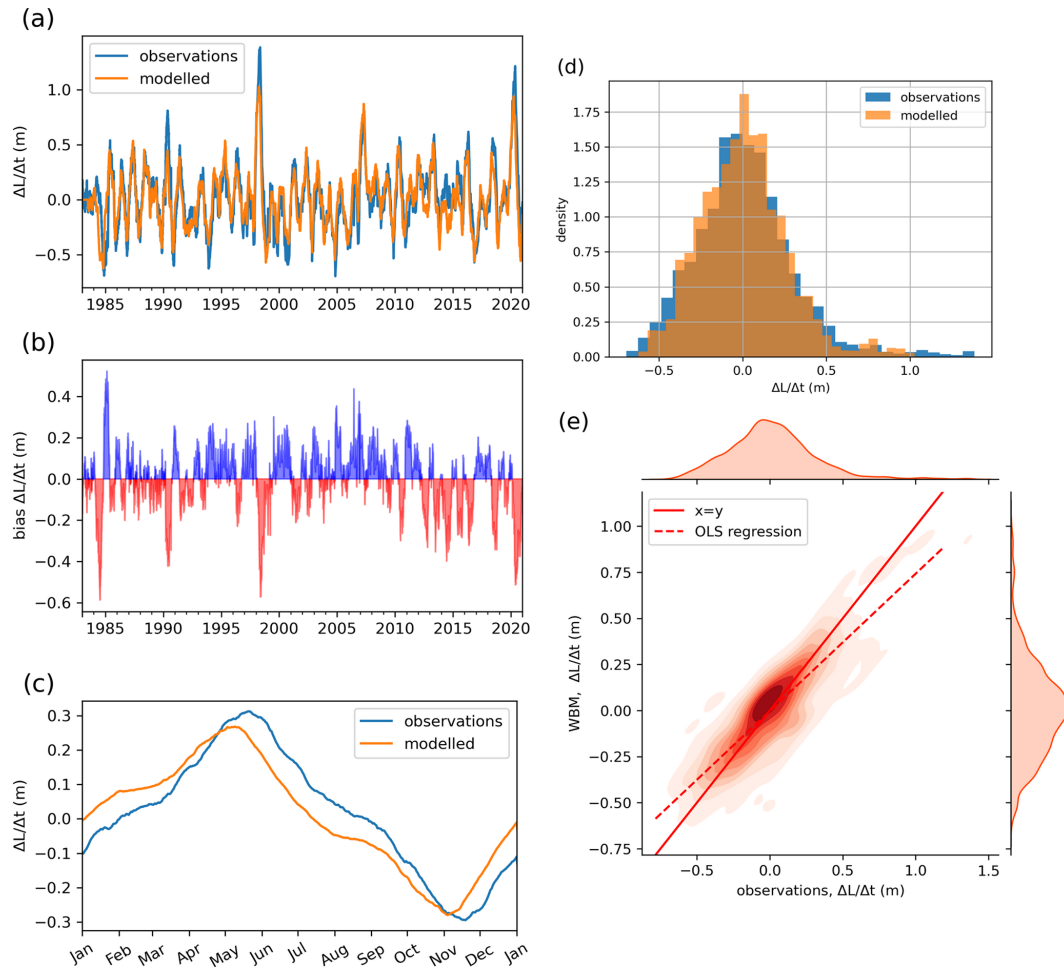 (a)
observations
modelled
ΔL/Δt (m)
1.0
0.5
0.0
−0.5
1985 1990 1995 2000 2005 2010 2015 2020
(b)
bias ΔL/Δt (m)
0.4
0.2
0.0
−0.2
−0.4
−0.6
1985 1990 1995 2000 2005 2010 2015 2020
(c)
observations
modelled
ΔL/Δt (m)
0.3
0.2
0.1
0.0
−0.1
−0.2
−0.3
Jan Feb Mar Apr May Jun Jul Aug Sep Oct Nov Dec Jan
(d)
observations
modelled
density
1.75
1.50
1.25
1.00
0.75
0.50
0.25
0.00
−0.5 0.0 0.5 1.0
ΔL/Δt (m)
(e)
x=y
OLS regression
WBM, ΔL/Δt (m)
1.00
0.75
0.50
0.25
0.00
−0.25
−0.50
−0.75
−0.5 0.0 0.5 1.0 1.5
observations, ΔL/Δt (m)